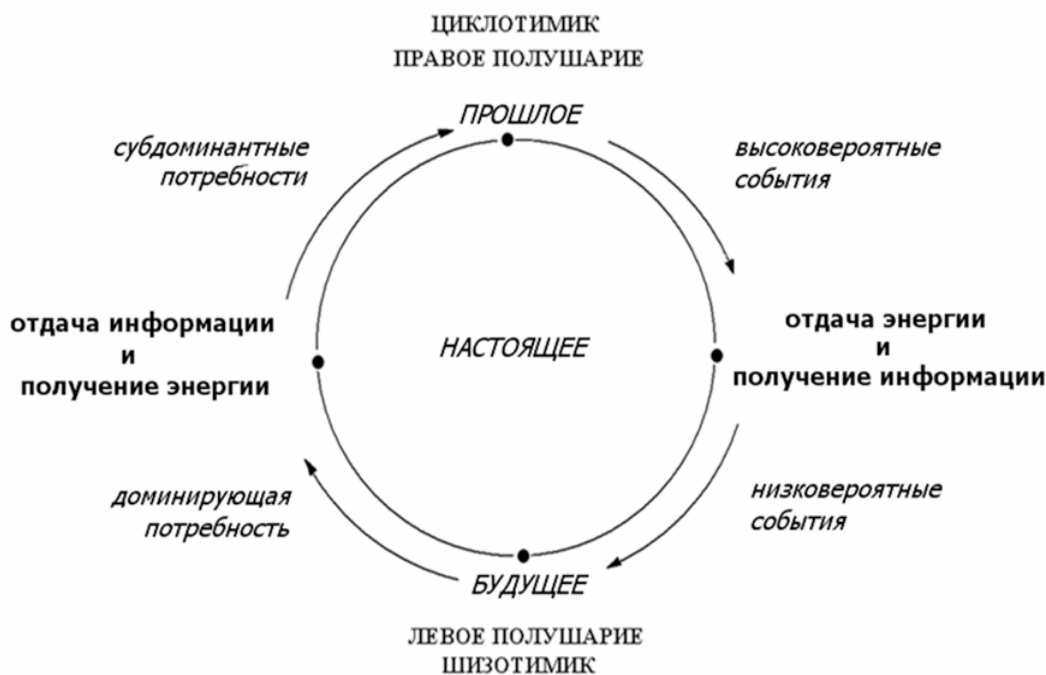 ЦИКЛОТИМИК
ПРАВОЕ ПОЛУШАРИЕ
ПРОШЛОЕ
субдоминантные
потребности
высоковероятные
события
отдача информации
и
получение энергии
НАСТОЯЩЕЕ
отдача энергии
и
получение информации
доминирующая
потребность
низковероятные
события
БУДУЩЕЕ
ЛЕВОЕ ПОЛУШАРИЕ
ШИЗОТИМИК